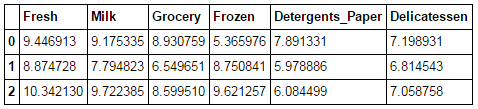 Fresh Milk Grocery Frozen Detergents_Paper Delicatessen
0 9.446913 9.175335 8.930759 5.365976 7.891331 7.198931
1 8.874728 7.794823 6.549651 8.750841 5.978886 6.814543
2 10.342130 9.722385 8.599510 9.621257 6.084499 7.058758